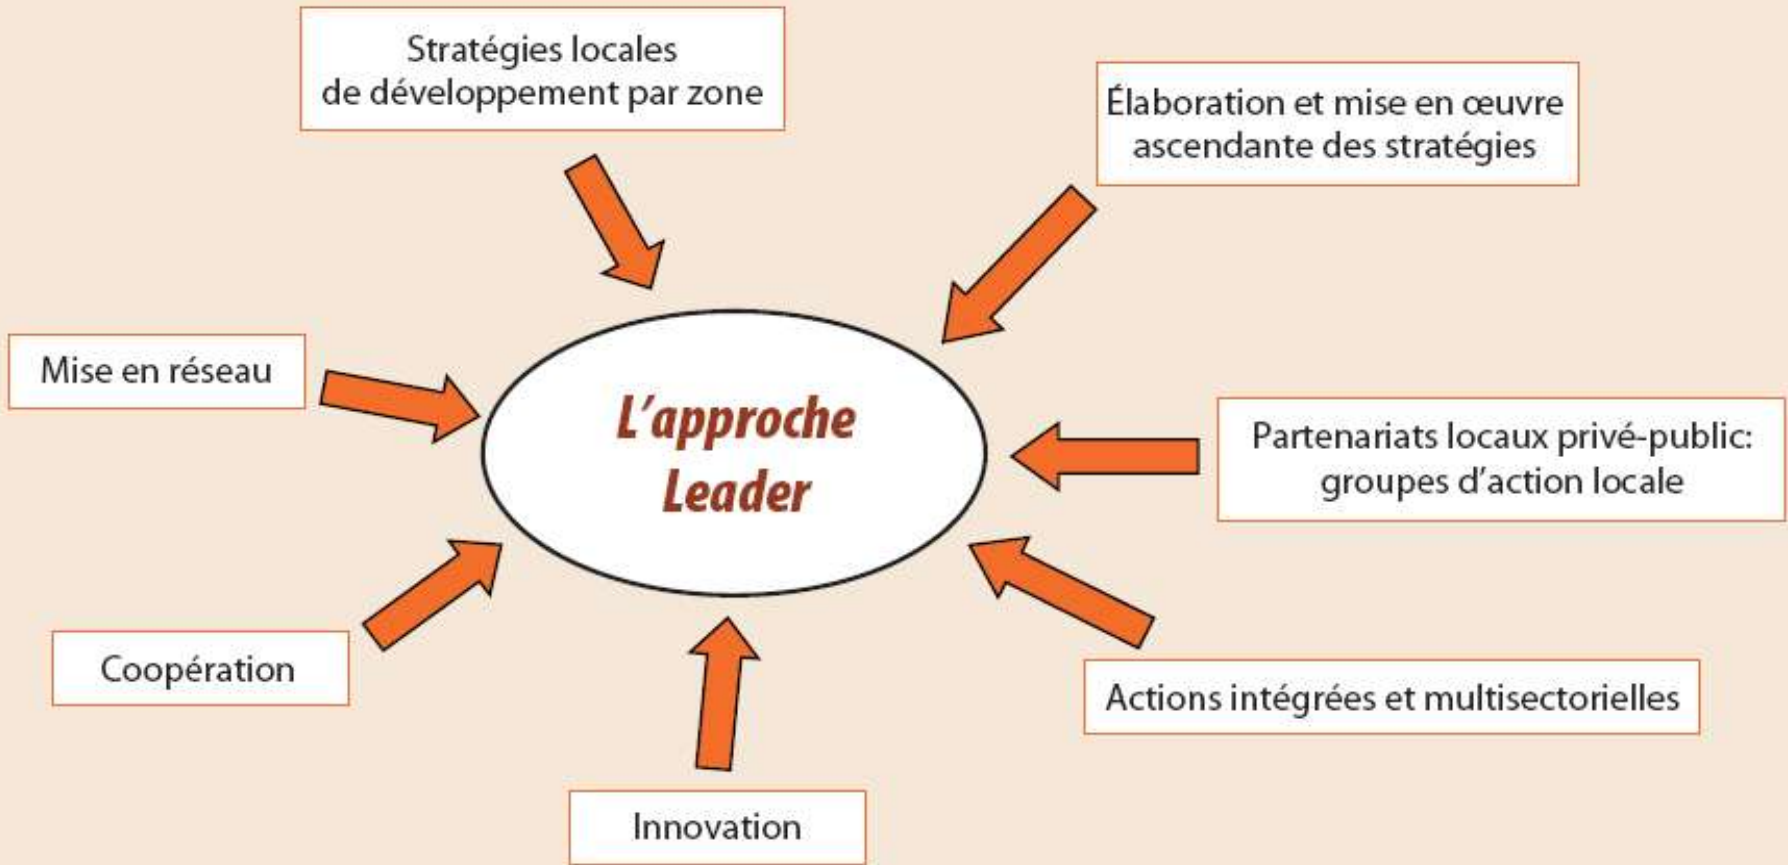 Stratégies locales
de développement par zone
Élaboration et mise en œuvre
ascendante des stratégies
Mise en réseau
L'approche
Leader
Partenariats locaux privé-public:
groupes d'action locale
Coopération
Actions intégrées et multisectorielles
Innovation